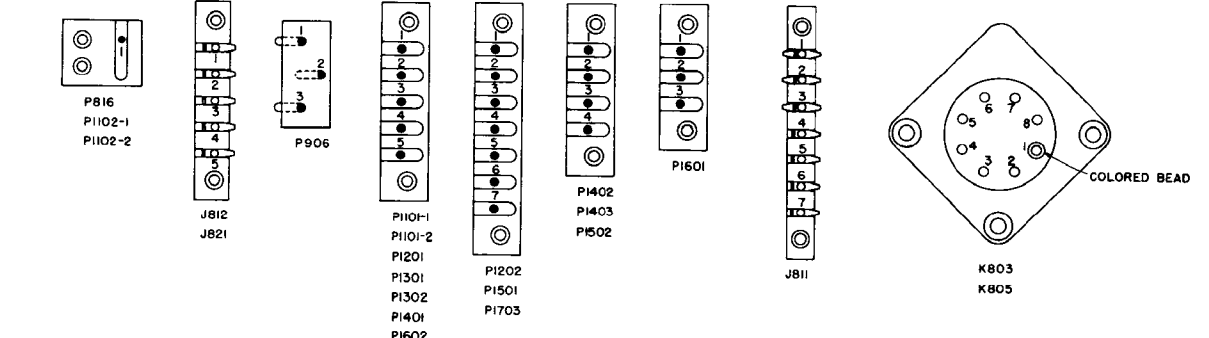 1
P816
P1102-1
P1102-2
1
2
3
4
5
J812
J821
1
2
3
P906
1
2
3
4
5
P1101-1
P1101-2
P1201
P1301
P1302
P1401
P1602
1
2
3
4
5
6
7
P1202
P1501
P1703
1
2
3
4
P1402
P1403
P1502
1
2
3
P1601
1
2
3
4
5
6
7
J811
6
7
5
8
4
1
3
2
COLORED BEAD
K803
K805